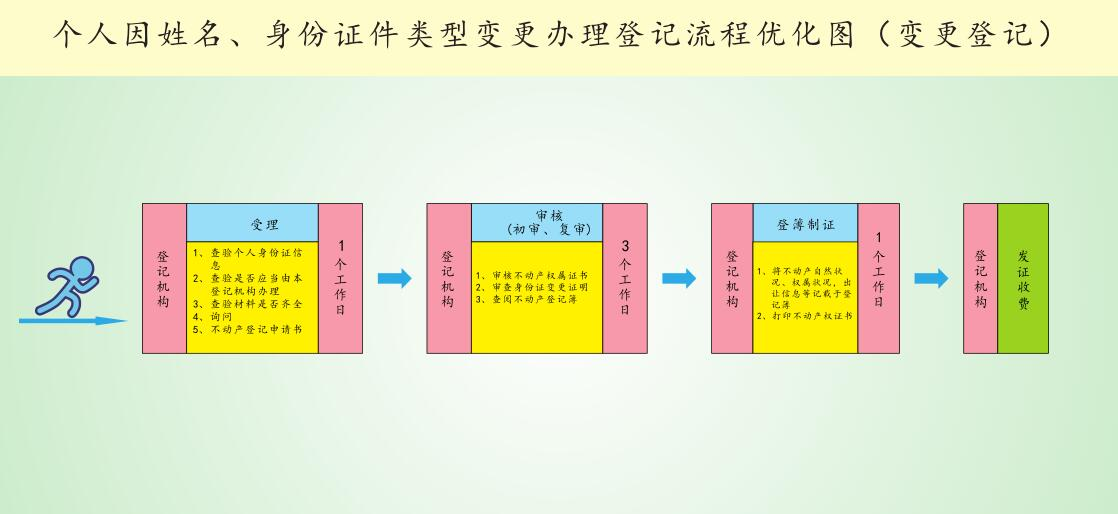 个人因姓名、身份证件类型变更办理登记流程优化图（变更登记）
登记机构
受理
1、查验个人身份证信
息
2、查验是否应当由本
登记机构办理
3、查验材料是否齐全
4、询问
5、不动产登记申请书
1个工作日
登记机构
审核
(初审、复审)
1、审核不动产权属证书
2、审查身份证变更证明
3、查阅不动产登记簿
3个工作日
登记机构
登薄制证
1、将不动产自然状
况、权属状况，出
让信息等记载于登
记簿
2、打印不动产权证书
1个工作日
登记机构
发证收费